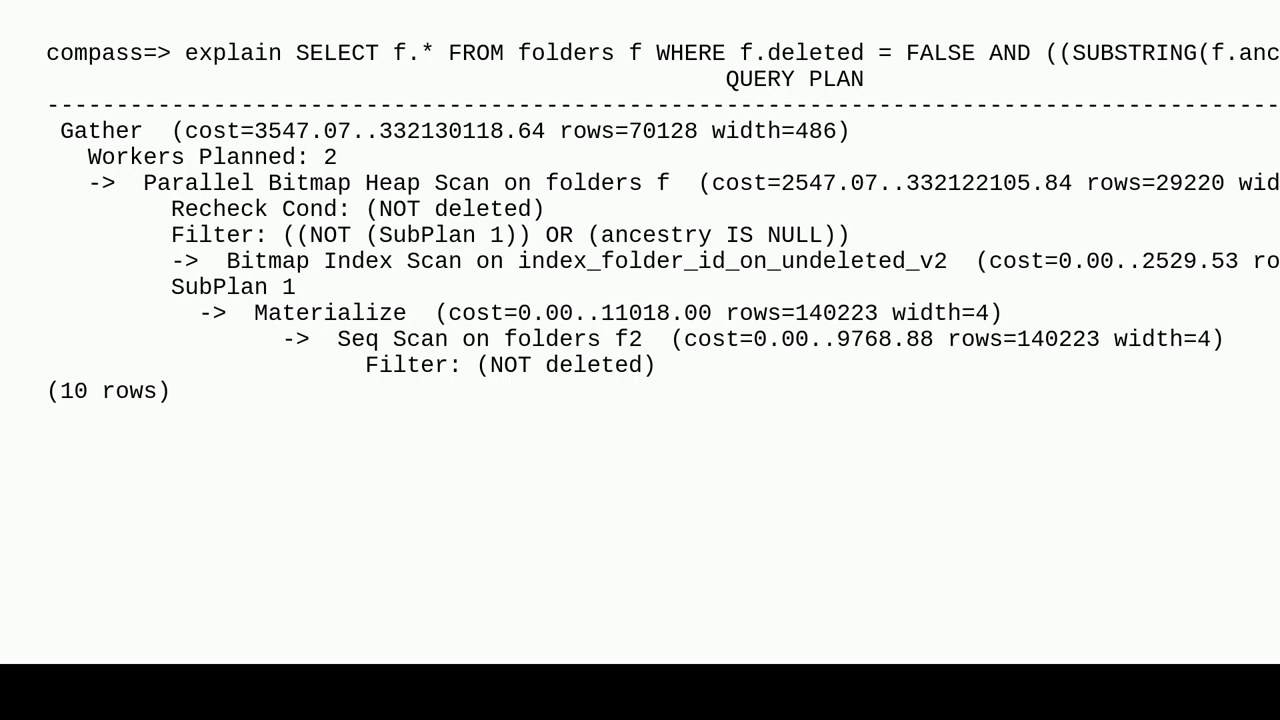 compass=> explain SELECT f.* FROM folders f WHERE f.deleted = FALSE AND ((SUBSTRING(f.anc
QUERY PLAN
--------------------------------------------------------------------------------------------
Gather  (cost=3547.07..332130118.64 rows=70128 width=486)
Workers Planned: 2
->  Parallel Bitmap Heap Scan on folders f  (cost=2547.07..332122105.84 rows=29220 wid
Recheck Cond: (NOT deleted)
Filter: ((NOT (SubPlan 1)) OR (ancestry IS NULL))
->  Bitmap Index Scan on index_folder_id_on_undeleted_v2  (cost=0.00..2529.53 ro
SubPlan 1
->  Materialize  (cost=0.00..11018.00 rows=140223 width=4)
->  Seq Scan on folders f2  (cost=0.00..9768.88 rows=140223 width=4)
Filter: (NOT deleted)
(10 rows)